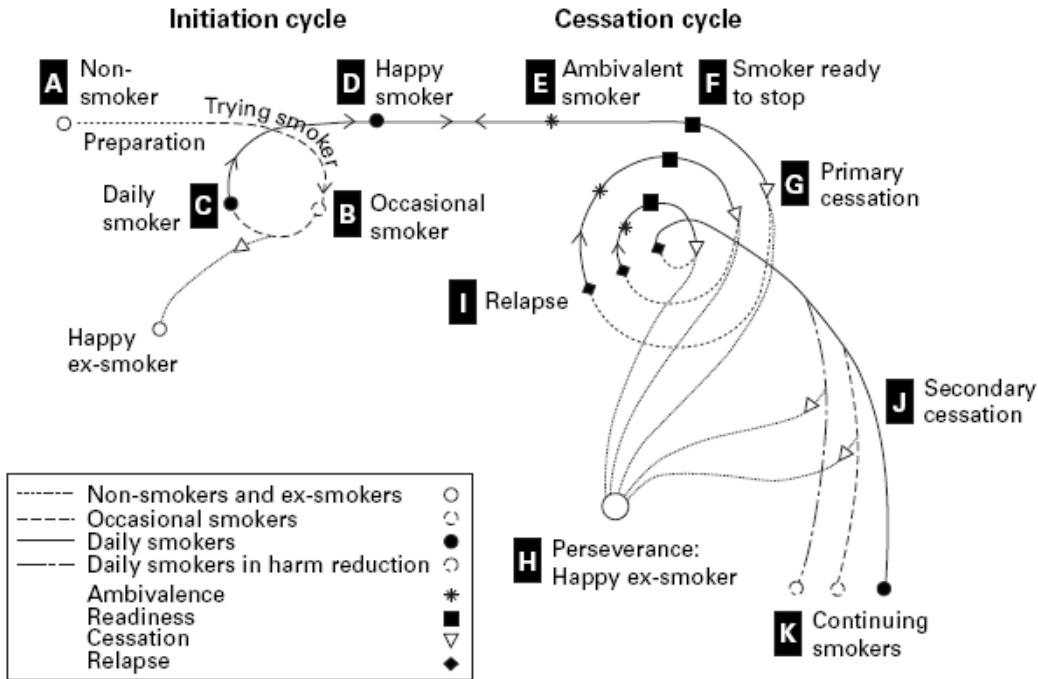 Initiation cycle
Cessation cycle
A
Non-
smoker
Trying smoker
Preparation
D
Happy
smoker
E
Ambivalent
smoker
F
Smoker ready
to stop
Daily
smoker
C
B
Occasional
smoker
G
Primary
cessation
Happy
ex-smoker
I
Relapse
J
Secondary
cessation
H
Perseverance:
Happy ex-smoker
K
Continuing
smokers
Non-smokers and ex-smokers
Occasional smokers
Daily smokers
Daily smokers in harm reduction
Ambivalence
Readiness
Cessation
Relapse